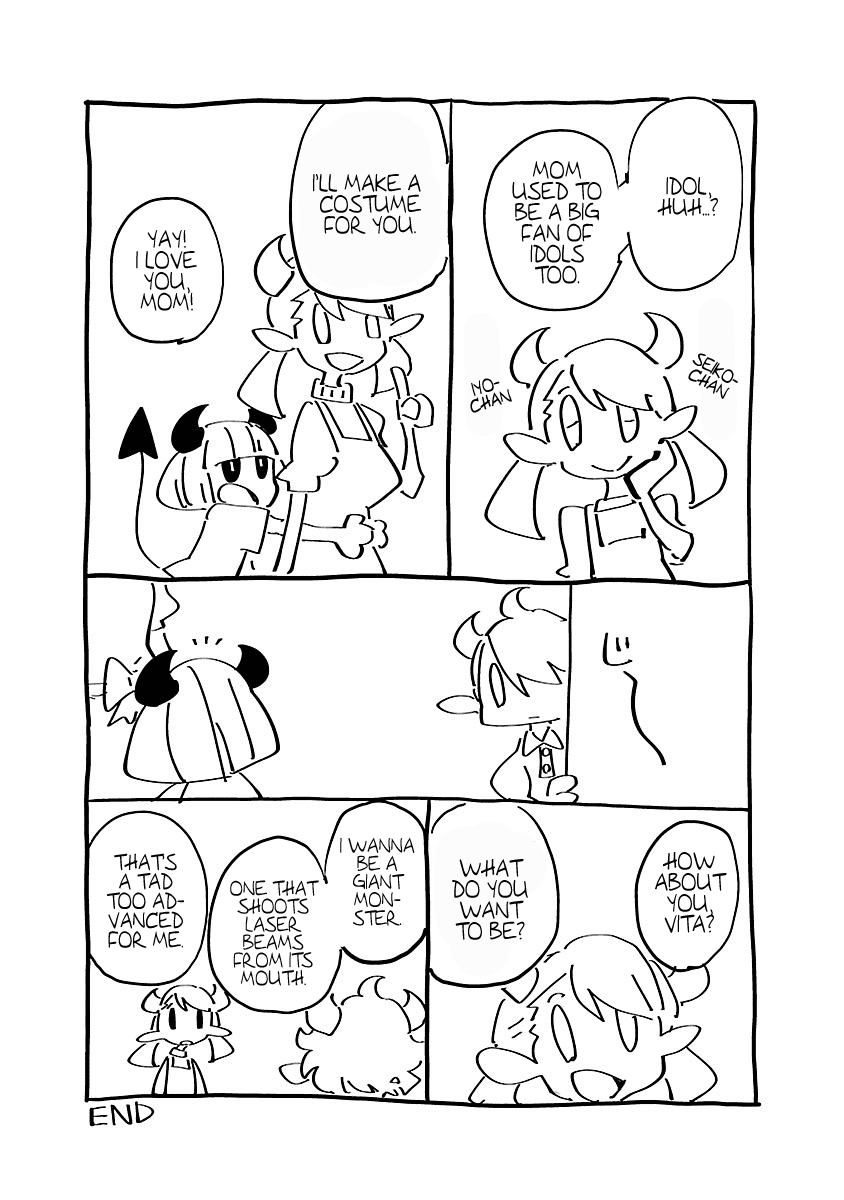 IDOL,
HUH...?
MOM
USED TO
BE A BIG
FAN OF
IDOLS
TOO.
SEIKO-
CHAN
IYO-
CHAN
I'LL MAKE A
COSTUME
FOR YOU.
YAY!
I LOVE
YOU,
MOM!
HOW
ABOUT
YOU,
VITA?
WHAT
DO YOU
WANT
TO BE?
I WANNA
BE A
GIANT
MON-
STER.
ONE THAT
SHOOTS
LASER
BEAMS
FROM ITS
MOUTH.
THAT'S
A TAD
TOO AD-
VANCED
FOR ME.
END